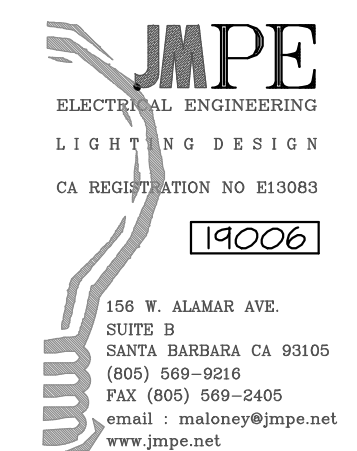 JMPE
ELECTRICAL ENGINEERING
LIGHTING DESIGN
CA REGISTRATION NO E13083
19006
156 W. ALAMAR AVE.
SUITE B
SANTA BARBARA CA 93105
(805) 569-9216
FAX (805) 569-2405
email : maloney@jmpe.net
www.jmpe.net